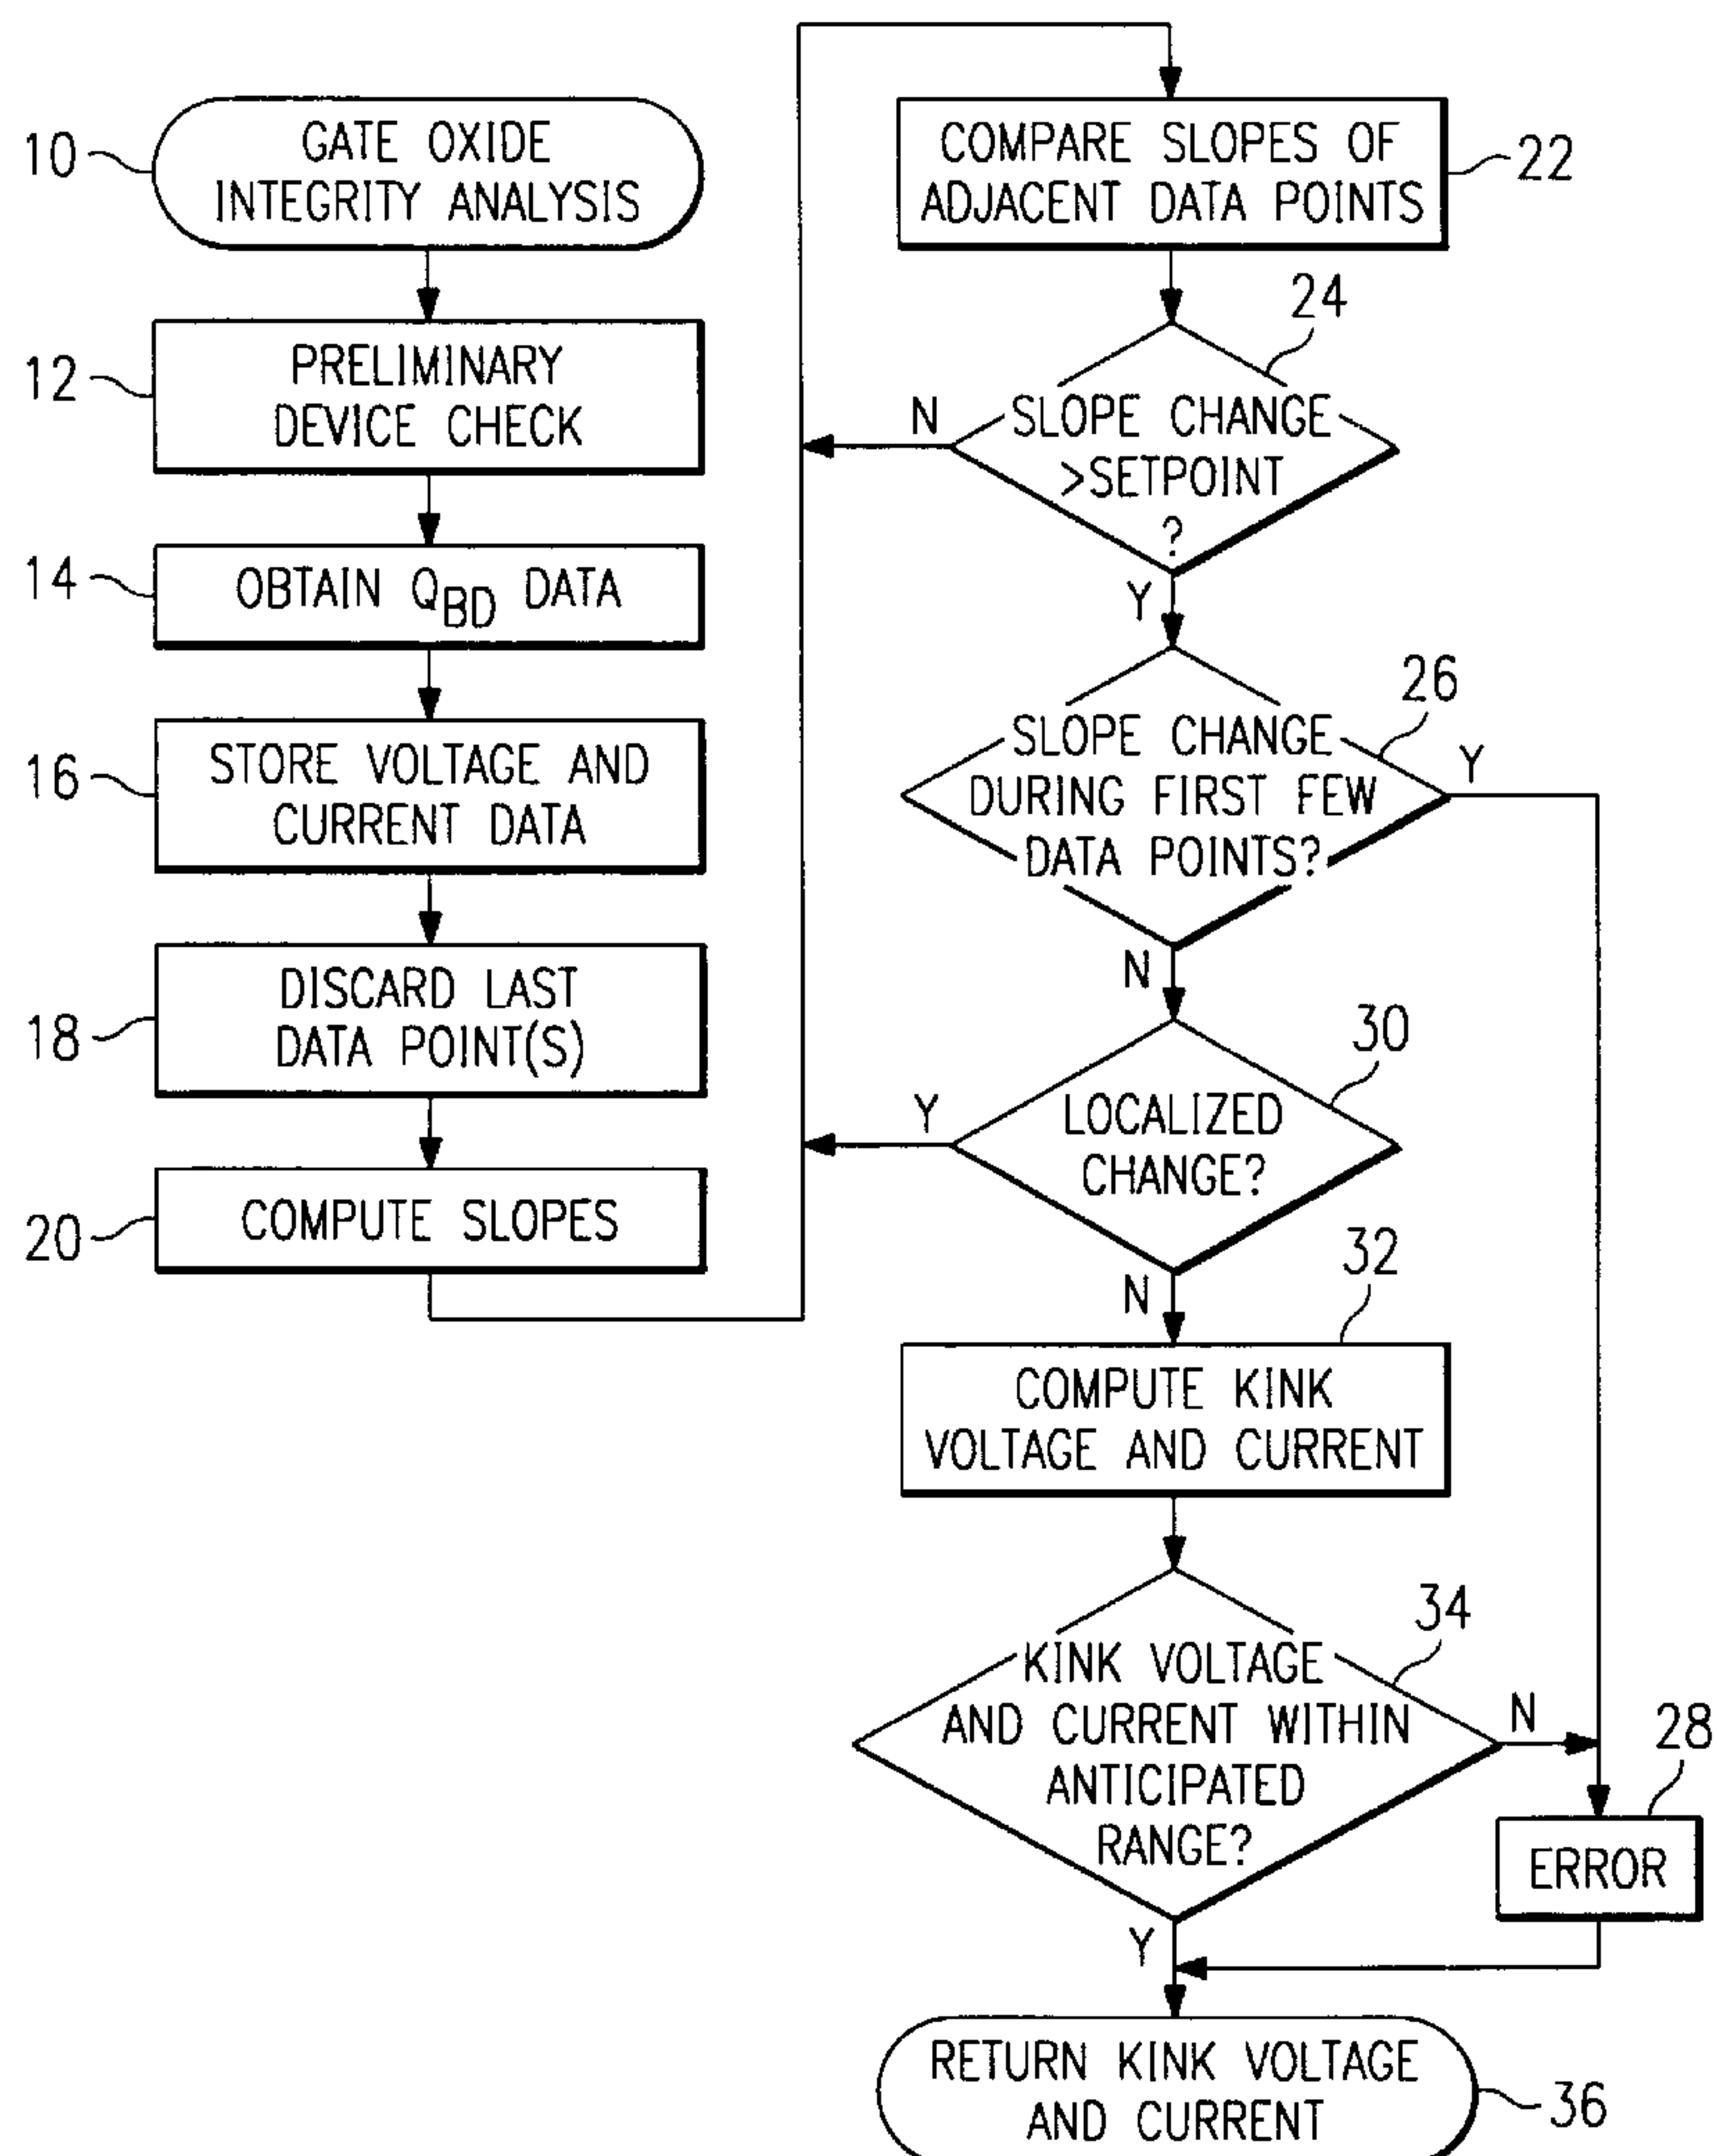 10
GATE OXIDE
INTEGRITY ANALYSIS
12
PRELIMINARY
DEVICE CHECK
14
OBTAIN QBD DATA
16
STORE VOLTAGE AND
CURRENT DATA
18
DISCARD LAST
DATA POINT(S)
20
COMPUTE SLOPES
COMPARE SLOPES OF
ADJACENT DATA POINTS
22
24
SLOPE CHANGE
>SETPOINT
?
N
Y
26
SLOPE CHANGE
DURING FIRST FEW
DATA POINTS?
Y
N
30
LOCALIZED
CHANGE?
Y
N
32
COMPUTE KINK
VOLTAGE AND CURRENT
34
KINK VOLTAGE
AND CURRENT WITHIN
ANTICIPATED
RANGE?
N
28
ERROR
Y
RETURN KINK VOLTAGE
AND CURRENT
36